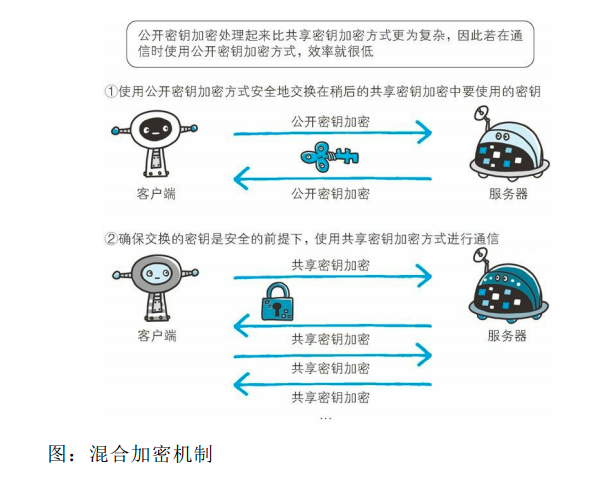 公开密钥加密处理起来比共享密钥加密方式更为复杂，因此若在通
信时使用公开密钥加密方式，效率就很低
①使用公开密钥加密方式安全地交换在稍后的共享密钥加密中要使用的密钥
公开密钥加密
公开密钥加密
客户端
服务器
②确保交换的密钥是安全的前提下，使用共享密钥加密方式进行通信
共享密钥加密
客户端
服务器
共享密钥加密
共享密钥加密
共享密钥加密
…
图：混合加密机制